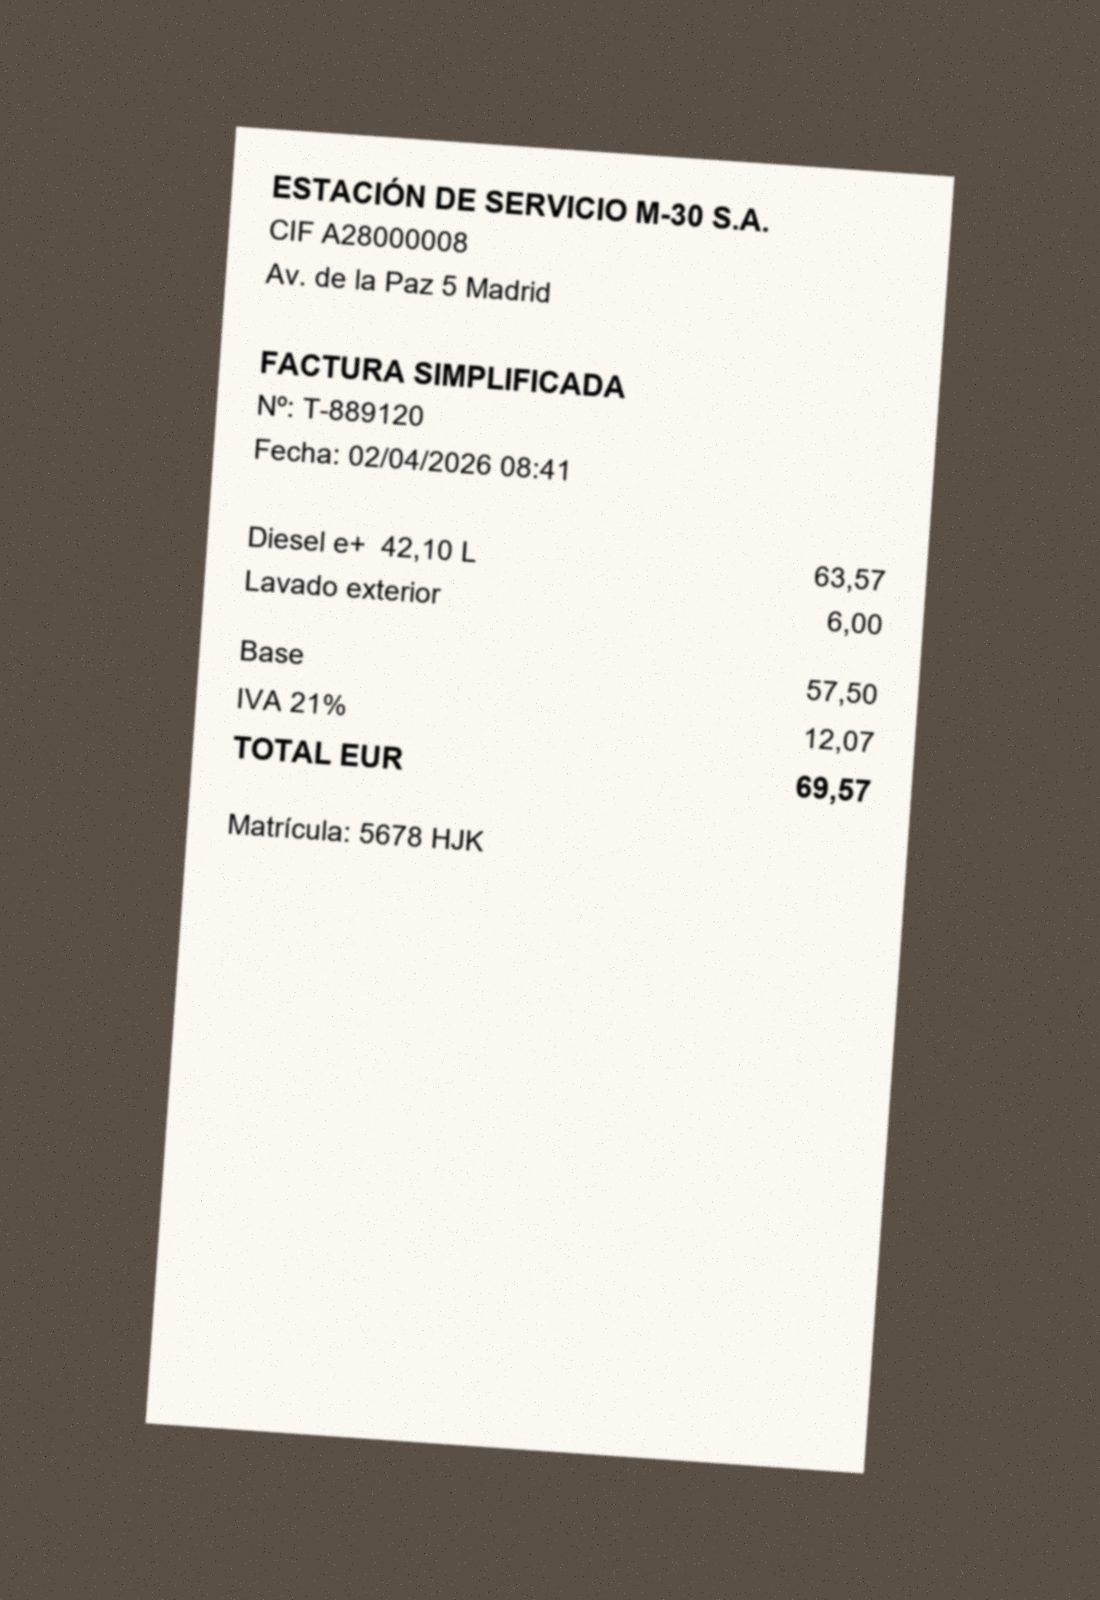 ESTACIÓN DE SERVICIO M-30 S.A.
CIF A28000008
Av. de la Paz 5 Madrid
FACTURA SIMPLIFICADA
Nº: T-889120
Fecha: 02/04/2026 08:41
Diesel e+ 42,10 L 63,57
Lavado exterior 6,00
Base 57,50
IVA 21% 12,07
TOTAL EUR 69,57
Matrícula: 5678 HJK